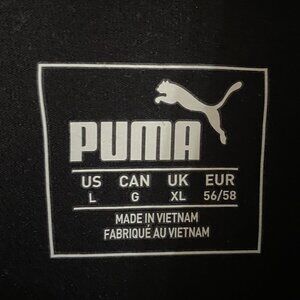 PUMA
US CAN UK EUR
L G XL 56/58
MADE IN VIETNAM
FABRIQUÉ AU VIETNAM